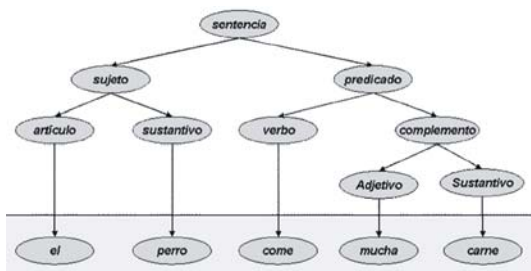 sentencia
sujeto predicado
artículo sustantivo verbo complemento
Adjetivo Sustantivo
el perro come mucha carne